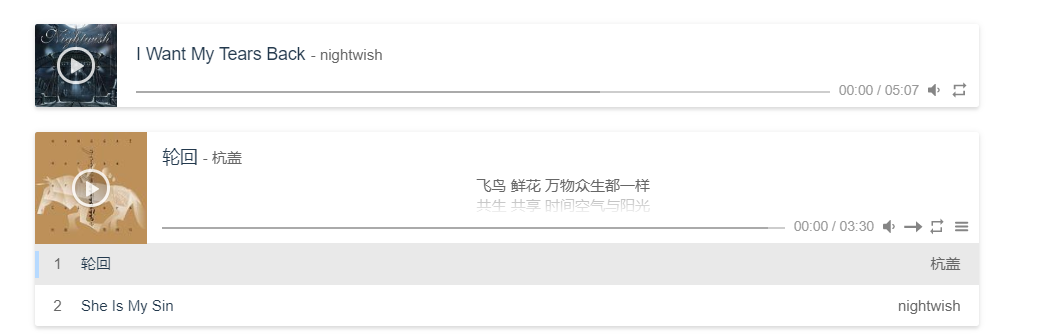 Nightwish
I Want My Tears Back - nightwish
00:00 / 05:07
轮回 - 杭盖
飞鸟 鲜花 万物众生都一样
共生 共享 时间空气与阳光
00:00 / 03:30
1 轮回 杭盖
2 She Is My Sin nightwish